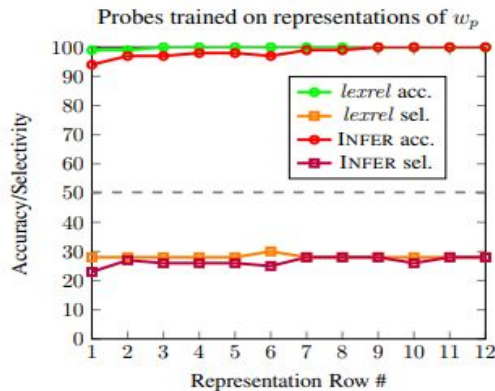 Probes trained on representations of wₚ
Accuracy/Selectivity
100
90
80
70
60
50
40
30
20
10
0
lexrel acc.
lexrel sel.
INFER acc.
INFER sel.
1 2 3 4 5 6 7 8 9 10 11 12
Representation Row #